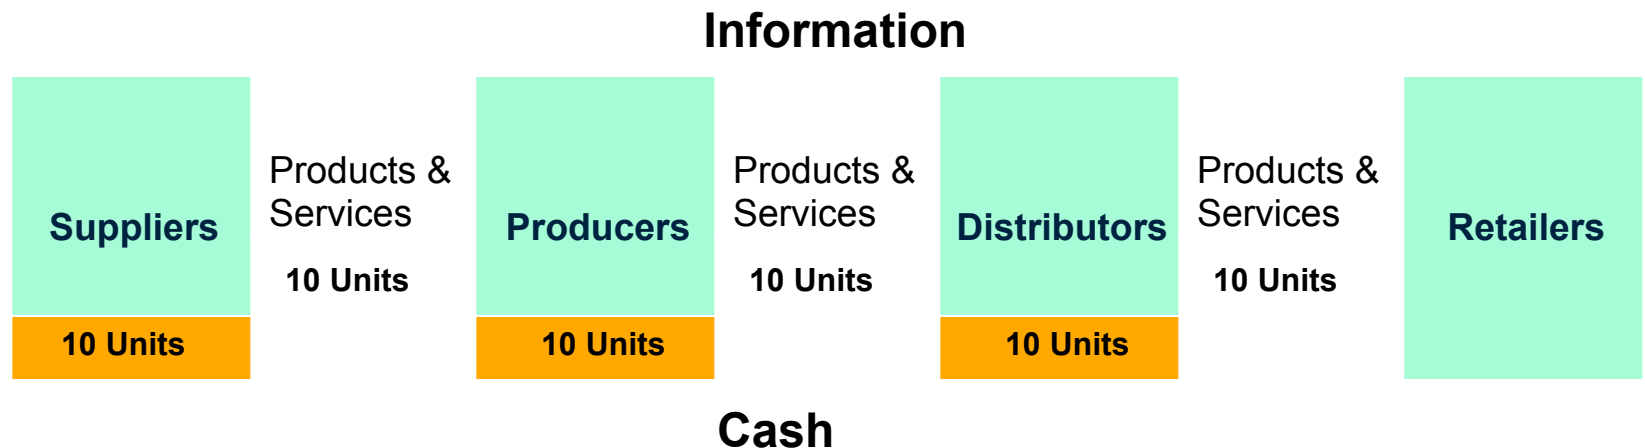 Information
Suppliers
Products &
Services
10 Units
Producers
Products &
Services
10 Units
Distributors
Products &
Services
10 Units
Retailers
10 Units
10 Units
10 Units
Cash